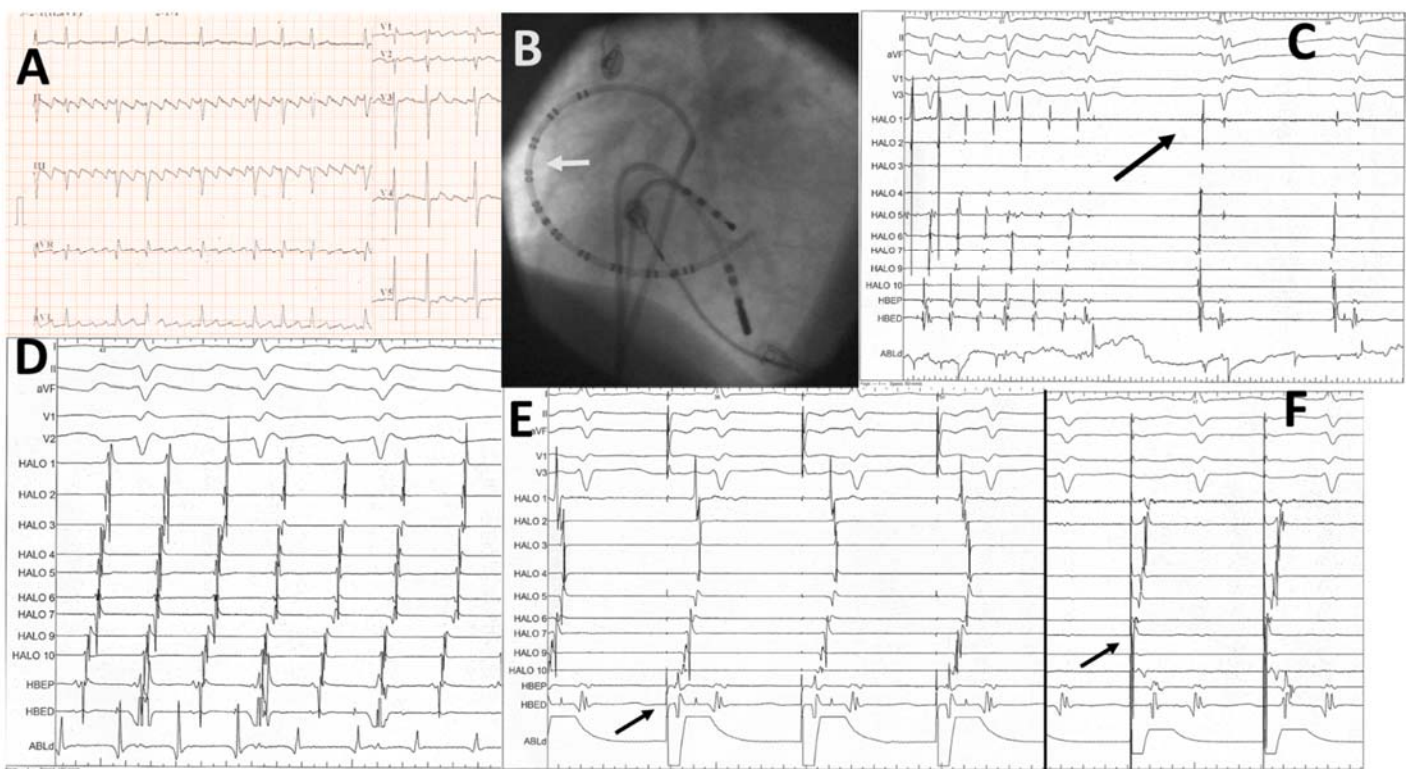 A
V1
V2
II
V3
III
V4
aVR
aVL
V5
B
C
I
II
aVF
V1
V3
HALO 1
HALO 2
HALO 3
HALO 4
HALO 5
HALO 6
HALO 7
HALO 9
HALO 10
HBEP
HBED
ABLd
D
I
II
aVF
V1
V2
HALO 1
HALO 2
HALO 3
HALO 4
HALO 5
HALO 6
HALO 7
HALO 9
HALO 10
HBEP
HBED
ABLd
E
I
II
aVF
V1
V3
HALO 1
HALO 2
HALO 3
HALO 4
HALO 5
HALO 6
HALO 7
HALO 9
HALO 10
HBEP
HBED
ABLd
F